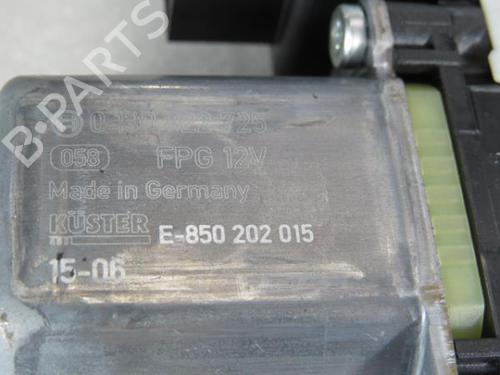 B-PARTS
058 FPG 12V
Made in Germany
KÜSTER E-850 202 015
15-06